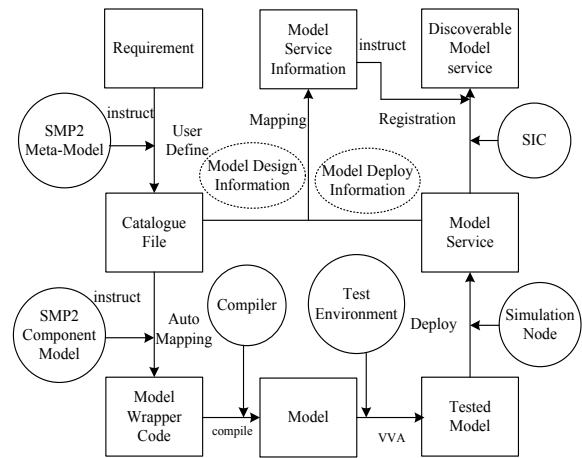 Requirement
Model
Service
Information
instruct
Discoverable
Model
service
instruct
SMP2
Meta-Model
User
Define
Mapping
Registration
SIC
Model Design
Information
Model Deploy
Information
Catalogue
File
Model
Service
instruct
SMP2
Component
Model
Auto
Mapping
Compiler
Test
Environment
Deploy
Simulation
Node
Model
Wrapper
Code
compile
Model
VVA
Tested
Model